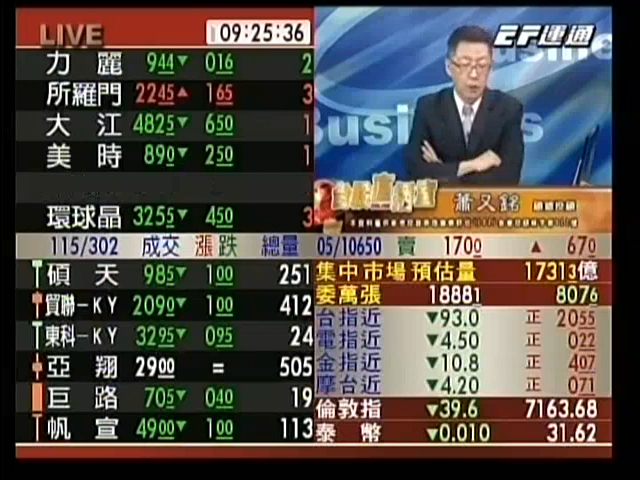 LIVE 09:25:36
力麗 944▼ 016 2
所羅門 2245▲ 165 3
大江 4825▼ 650 1
美時 890▼ 250 1
環球晶 3255▼ 450 3
115/302 成交 漲跌 總量
碩天 985▼ 100 251
貿聯-KY 2090▼ 100 412
東科-KY 3295▼ 095 24
亞翔 2900 = 505
巨路 705▼ 040 19
帆宣 4900▼ 100 113
EF運通
Business
蕭又銘
05/10650 賣 1700 ▲ 670
集中市場預估量 17313億
委萬張 18881 8076
台指近 ▼93.0 正 2055
電指近 ▼4.50 正 022
金指近 ▼10.8 正 407
摩台近 ▼4.20 正 071
倫敦指 ▼39.6 7163.68
泰幣 ▼0.010 31.62